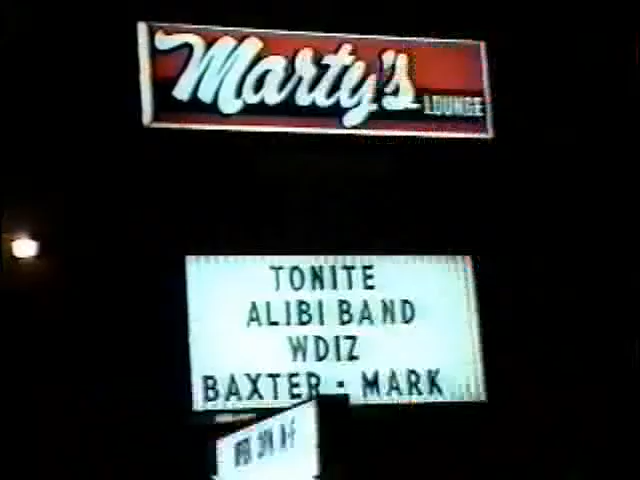 Marty's
LOUNGE
TONITE
ALIBI BAND
WDIZ
BAXTER · MARK